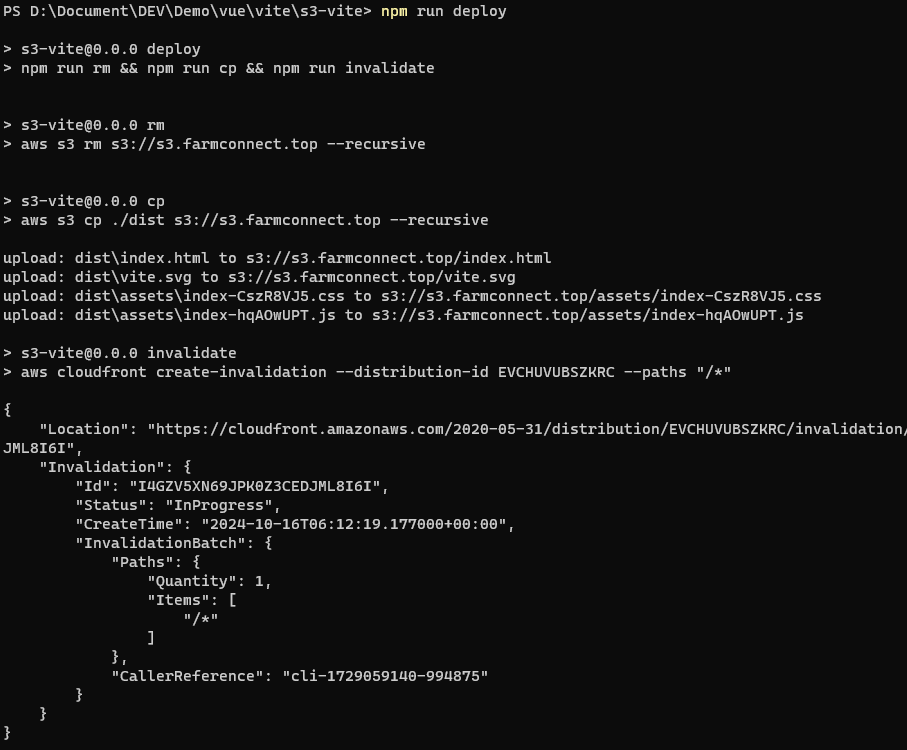 PS D:\Document\DEV\Demo\vue\vite\s3-vite> npm run deploy

> s3-vite@0.0.0 deploy
> npm run rm && npm run cp && npm run invalidate


> s3-vite@0.0.0 rm
> aws s3 rm s3://s3.farmconnect.top --recursive


> s3-vite@0.0.0 cp
> aws s3 cp ./dist s3://s3.farmconnect.top --recursive

upload: dist\index.html to s3://s3.farmconnect.top/index.html
upload: dist\vite.svg to s3://s3.farmconnect.top/vite.svg
upload: dist\assets\index-CszR8VJ5.css to s3://s3.farmconnect.top/assets/index-CszR8VJ5.css
upload: dist\assets\index-hqAOwUPT.js to s3://s3.farmconnect.top/assets/index-hqAOwUPT.js

> s3-vite@0.0.0 invalidate
> aws cloudfront create-invalidation --distribution-id EVCHUVUBSZKRC --paths "/*"

{
    "Location": "https://cloudfront.amazonaws.com/2020-05-31/distribution/EVCHUVUBSZKRC/invalidation/
JML8I6I",
    "Invalidation": {
        "Id": "I4GZV5XN69JPK0Z3CEDJML8I6I",
        "Status": "InProgress",
        "CreateTime": "2024-10-16T06:12:19.177000+00:00",
        "InvalidationBatch": {
            "Paths": {
                "Quantity": 1,
                "Items": [
                    "/*"
                ]
            },
            "CallerReference": "cli-1729059140-994875"
        }
    }
}